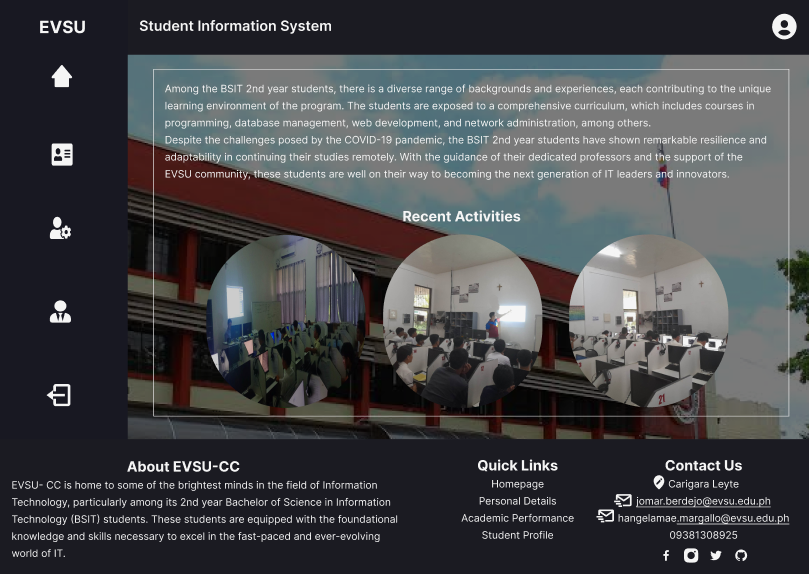 EVSU
Student Information System
Among the BSIT 2nd year students, there is a diverse range of backgrounds and experiences, each contributing to the unique
learning environment of the program. The students are exposed to a comprehensive curriculum, which includes courses in
programming, database management, web development, and network administration, among others.
Despite the challenges posed by the COVID-19 pandemic, the BSIT 2nd year students have shown remarkable resilience and
adaptability in continuing their studies remotely. With the guidance of their dedicated professors and the support of the
EVSU community, these students are well on their way to becoming the next generation of IT leaders and innovators.
Recent Activities
21
About EVSU-CC
EVSU- CC is home to some of the brightest minds in the field of Information
Technology, particularly among its 2nd year Bachelor of Science in Information
Technology (BSIT) students. These students are equipped with the foundational
knowledge and skills necessary to excel in the fast-paced and ever-evolving
world of IT.
Quick Links
Homepage
Personal Details
Academic Performance
Student Profile
Contact Us
Carigara Leyte
jomar.berdejo@evsu.edu.ph
hangelamae.margallo@evsu.edu.ph
09381308925